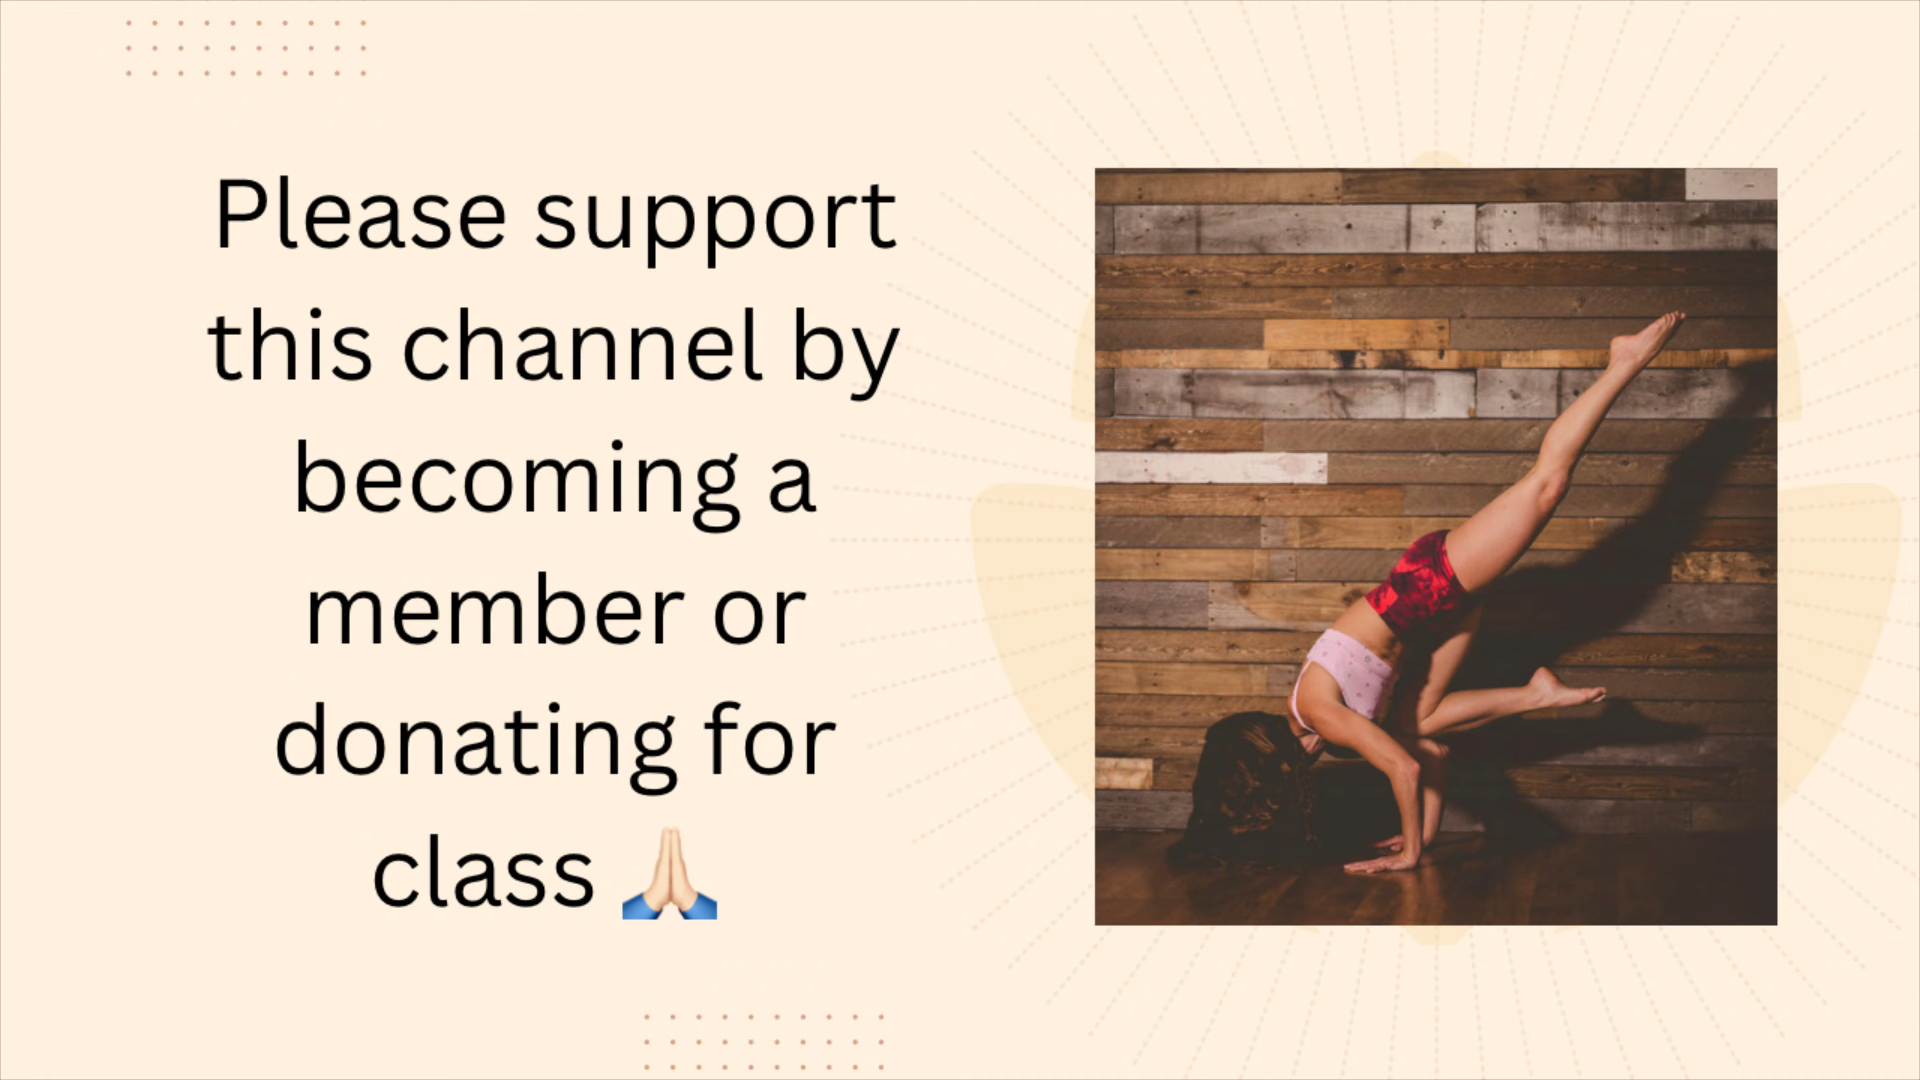 Please support
this channel by
becoming a
member or
donating for
class 🙏🏻